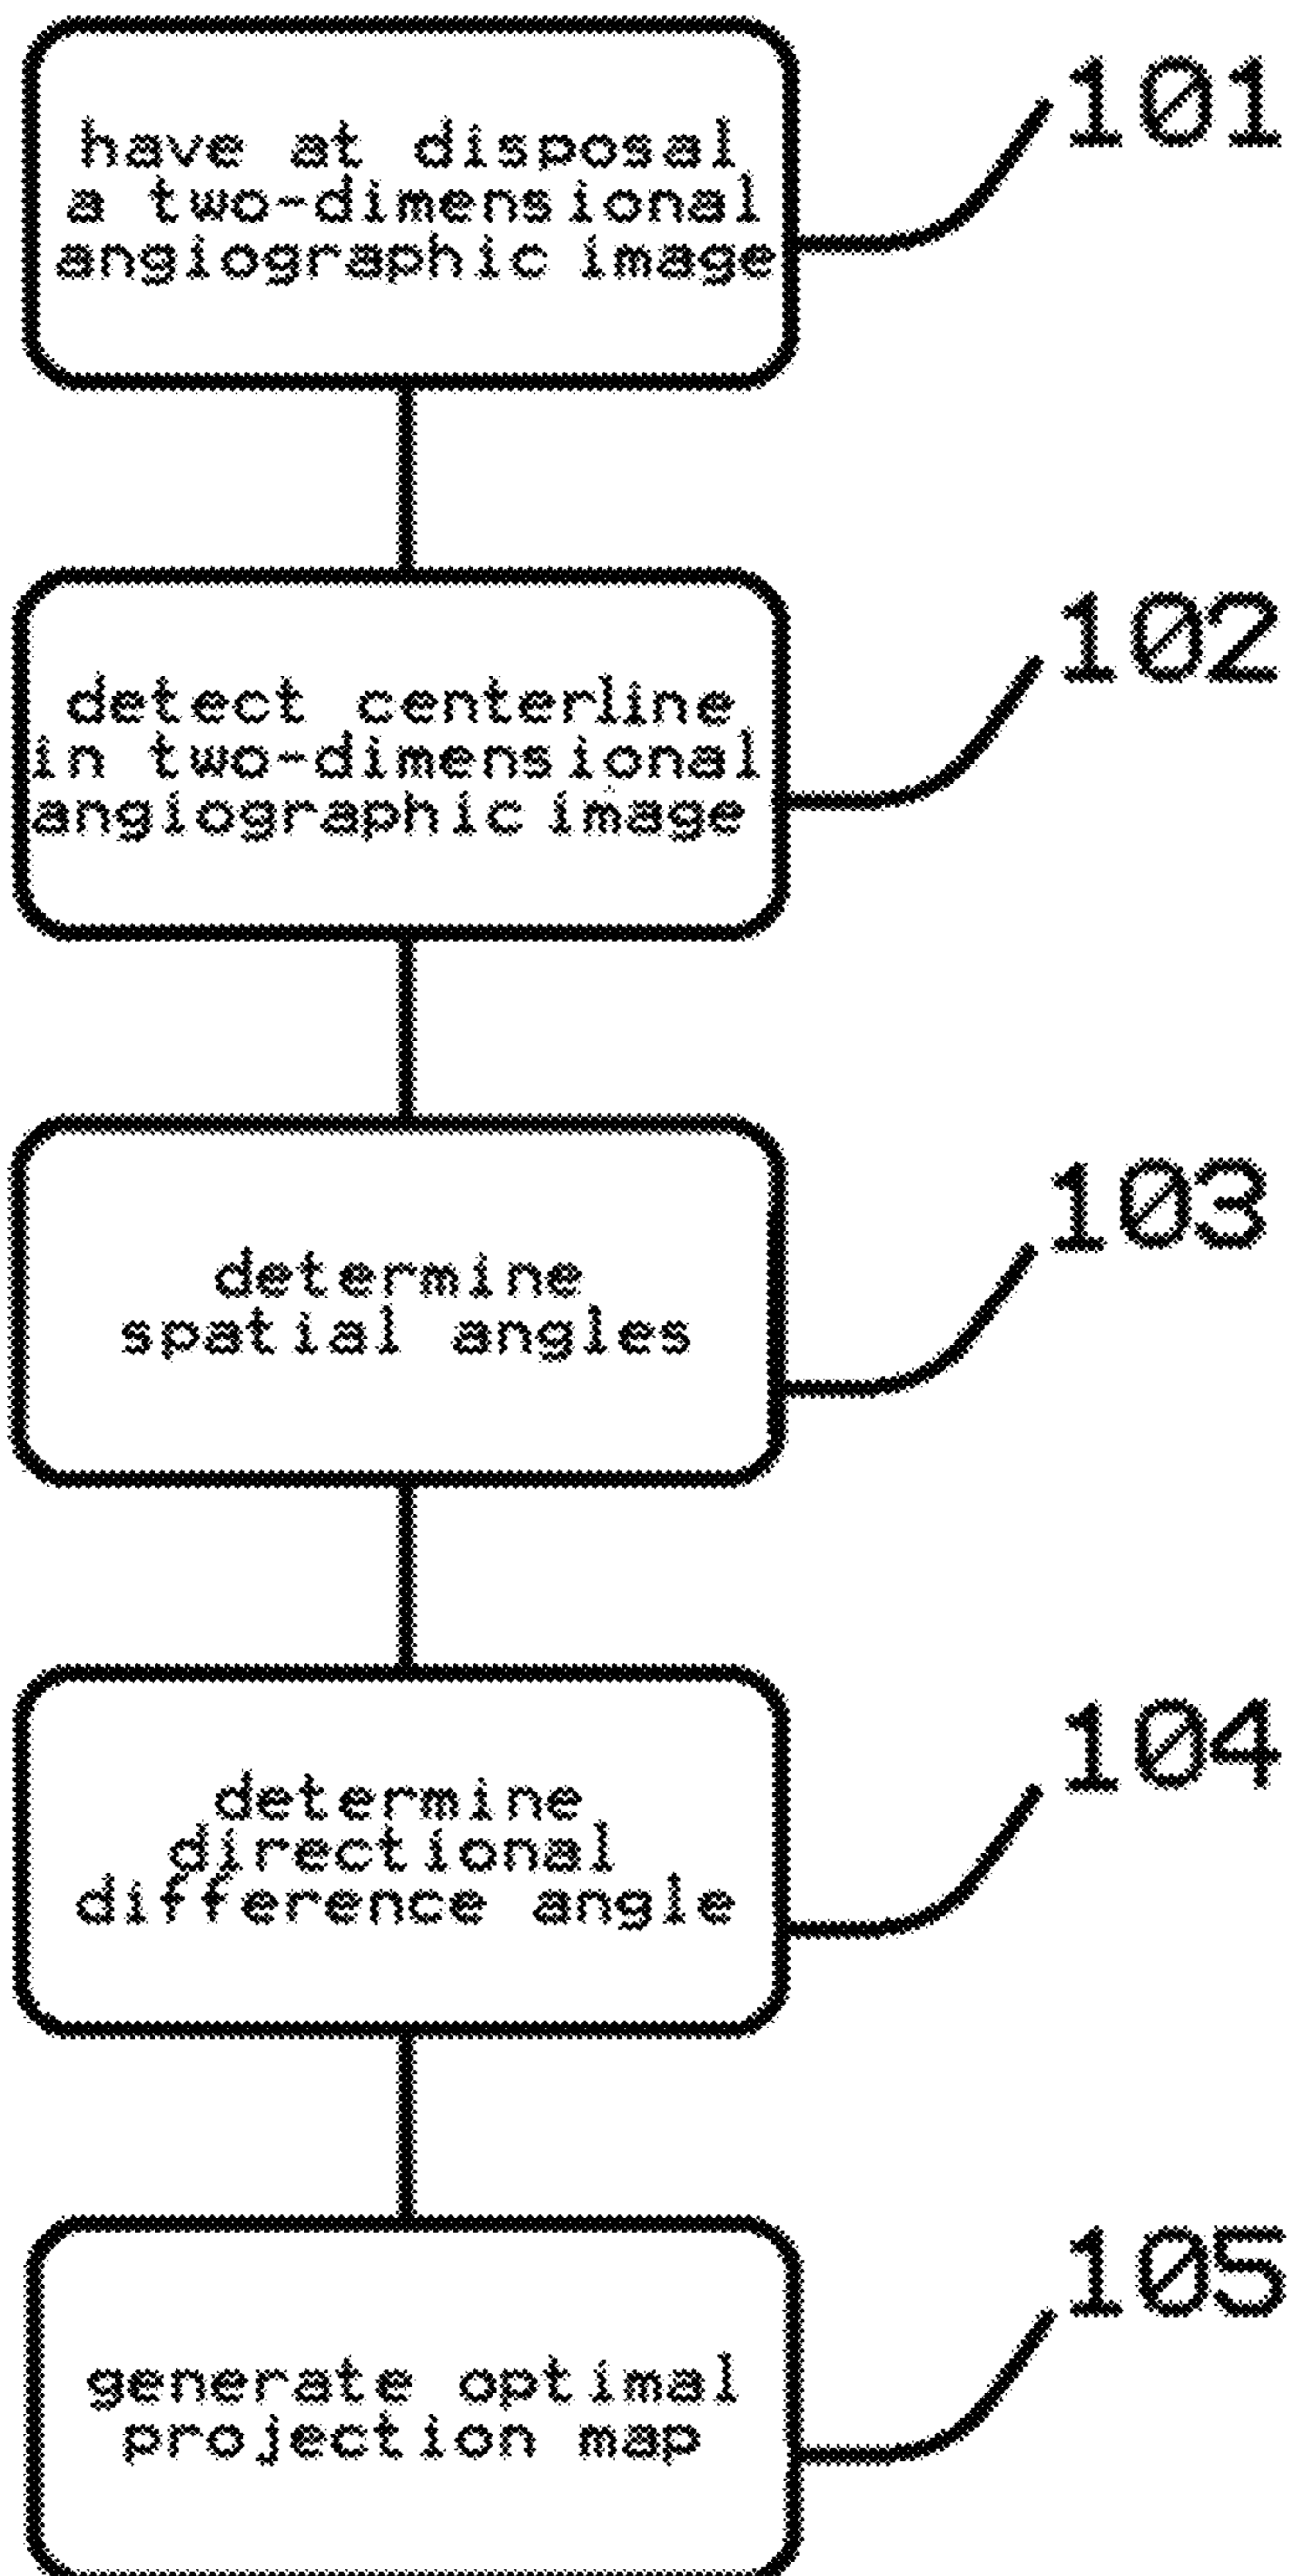 have at disposal
a two-dimensional
angiographic image
101
detect centerline
in two-dimensional
angiographic image
102
determine
spatial angles
103
determine
directional
difference angle
104
generate optimal
projection map
105